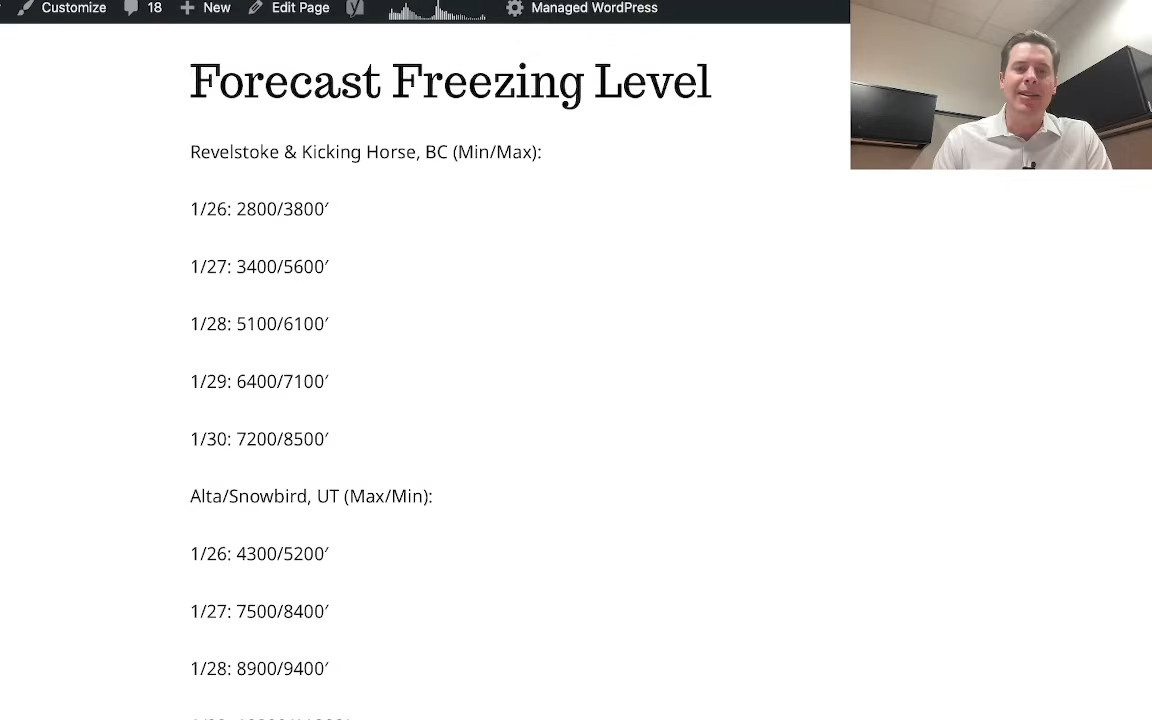 Customize 18 New Edit Page Managed WordPress
Forecast Freezing Level
Revelstoke & Kicking Horse, BC (Min/Max):
1/26: 2800/3800′
1/27: 3400/5600′
1/28: 5100/6100′
1/29: 6400/7100′
1/30: 7200/8500′
Alta/Snowbird, UT (Max/Min):
1/26: 4300/5200′
1/27: 7500/8400′
1/28: 8900/9400′